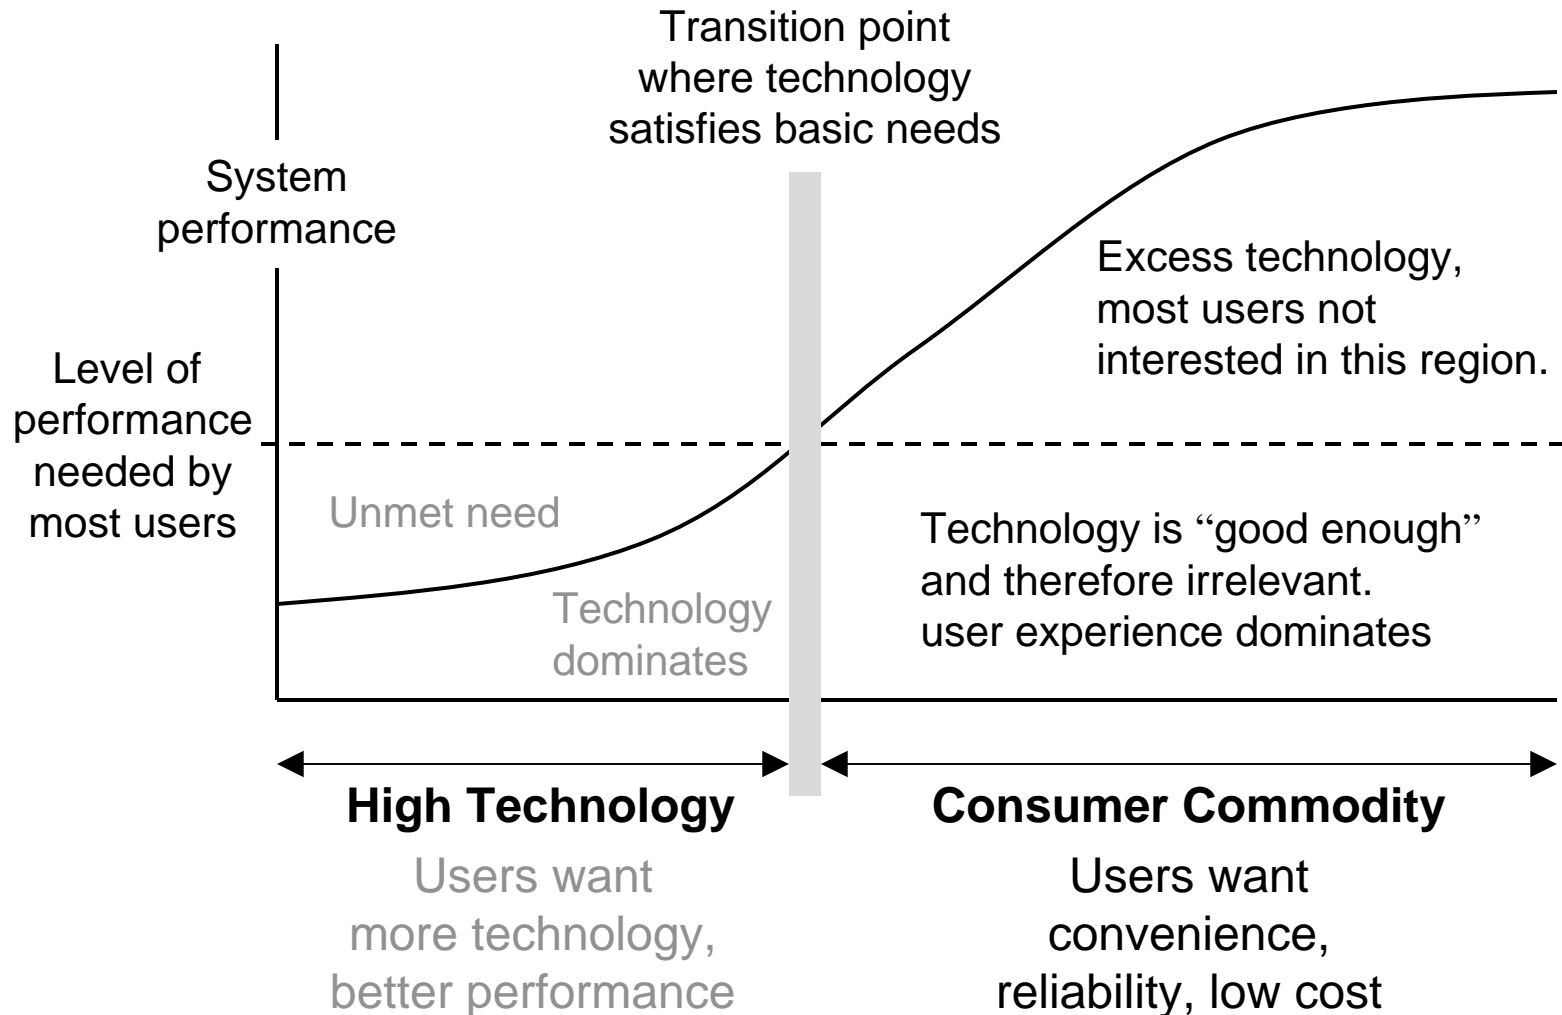 Transition point
where technology
satisfies basic needs
System
performance
Level of
performance
needed by
most users
Excess technology,
most users not
interested in this region.
Unmet need
Technology
dominates
Technology is “good enough”
and therefore irrelevant.
user experience dominates
High Technology
Users want
more technology,
better performance
Consumer Commodity
Users want
convenience,
reliability, low cost